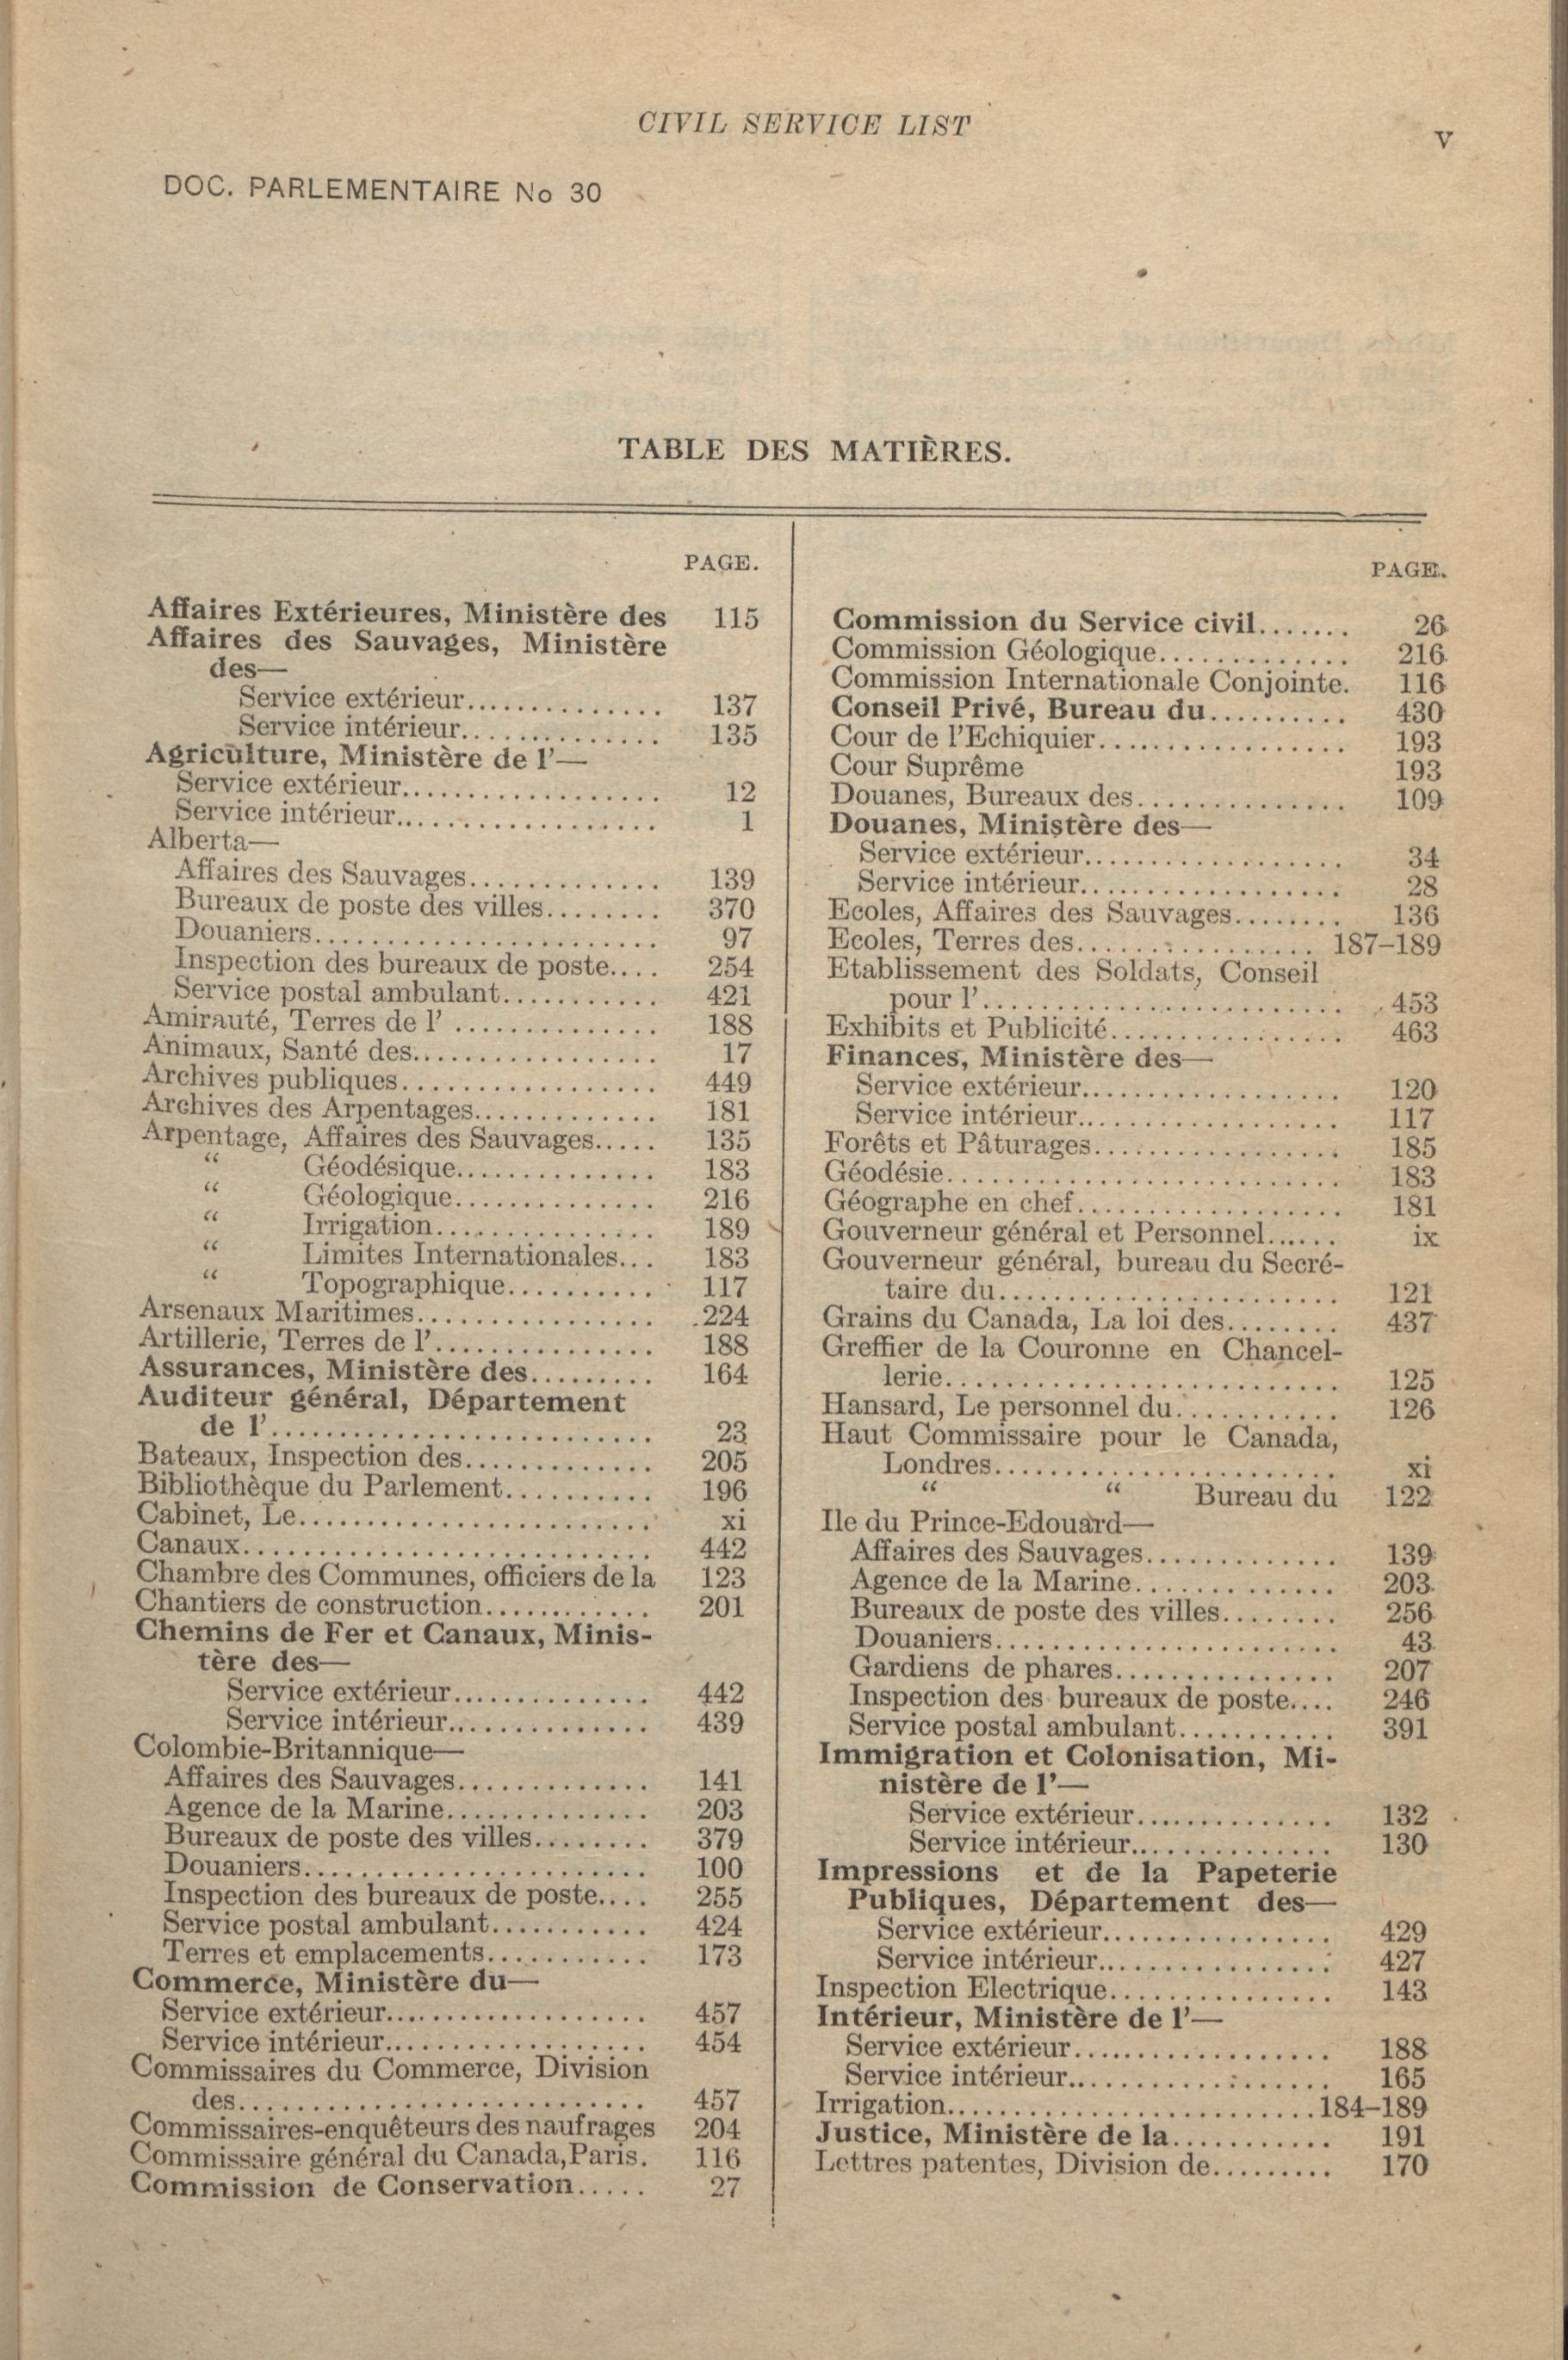 CIVIL SERVICE LIST
v
DOC. PARLEMENTAIRE No 30
TABLE DES MATIÈRES.
PAGE.
Affaires Extérieures, Ministère des 115
Affaires des Sauvages, Ministère
des—
Service extérieur............... 137
Service intérieur............... 135
Agriculture, Ministère de l'—
Service extérieur................... 12
Service intérieur................... 1
Alberta—
Affaires des Sauvages.............. 139
Bureaux de poste des villes........ 370
Douaniers........................ 97
Inspection des bureaux de poste.... 254
Service postal ambulant........... 421
Amirauté, Terres de l' ............... 188
Animaux, Santé des.................. 17
Archives publiques.................. 449
Archives des Arpentages............. 181
Arpentage, Affaires des Sauvages..... 135
“ Géodésique.............. 183
“ Géologique.............. 216
“ Irrigation................ 189
“ Limites Internationales... 183
“ Topographique.......... 117
Arsenaux Maritimes................. 224
Artillerie, Terres de l'................ 188
Assurances, Ministère des......... 164
Auditeur général, Département
de l'........................... 23
Bateaux, Inspection des.............. 205
Bibliothèque du Parlement........... 196
Cabinet, Le......................... xi
Canaux............................ 442
Chambre des Communes, officiers de la 123
Chantiers de construction............ 201
Chemins de Fer et Canaux, Minis-
tère des—
Service extérieur.............. 442
Service intérieur.............. 439
Colombie-Britannique—
Affaires des Sauvages............. 141
Agence de la Marine.............. 203
Bureaux de poste des villes........ 379
Douaniers........................ 100
Inspection des bureaux de poste.... 255
Service postal ambulant........... 424
Terres et emplacements............ 173
Commerce, Ministère du—
Service extérieur................... 457
Service intérieur................... 454
Commissaires du Commerce, Division
des............................. 457
Commissaires-enquêteurs des naufrages 204
Commissaire général du Canada,Paris. 116
Commission de Conservation..... 27
PAGE.
Commission du Service civil....... 26
Commission Géologique............. 216
Commission Internationale Conjointe. 116
Conseil Privé, Bureau du.......... 430
Cour de l'Echiquier................. 193
Cour Suprême 193
Douanes, Bureaux des.............. 109
Douanes, Ministère des—
Service extérieur................... 34
Service intérieur................... 28
Ecoles, Affaires des Sauvages........ 136
Ecoles, Terres des................. 187–189
Etablissement des Soldats, Conseil
pour l'......................... 453
Exhibits et Publicité................. 463
Finances, Ministère des—
Service extérieur................... 120
Service intérieur................... 117
Forêts et Pâturages................. 185
Géodésie........................... 183
Géographe en chef................... 181
Gouverneur général et Personnel...... ix
Gouverneur général, bureau du Secré-
taire du........................ 121
Grains du Canada, La loi des........ 437
Greffier de la Couronne en Chancel-
lerie........................... 125
Hansard, Le personnel du............ 126
Haut Commissaire pour le Canada,
Londres........................ xi
“ “ Bureau du 122
Ile du Prince-Edouard—
Affaires des Sauvages............. 139
Agence de la Marine.............. 203
Bureaux de poste des villes........ 256
Douaniers........................ 43
Gardiens de phares............... 207
Inspection des bureaux de poste.... 246
Service postal ambulant........... 391
Immigration et Colonisation, Mi-
nistère de l'—
Service extérieur.............. 132
Service intérieur.............. 130
Impressions et de la Papeterie
Publiques, Département des—
Service extérieur................ 429
Service intérieur................ 427
Inspection Electrique................ 143
Intérieur, Ministère de l'—
Service extérieur................... 188
Service intérieur................... 165
Irrigation..........................184–189
Justice, Ministère de la........... 191
Lettres patentes, Division de......... 170